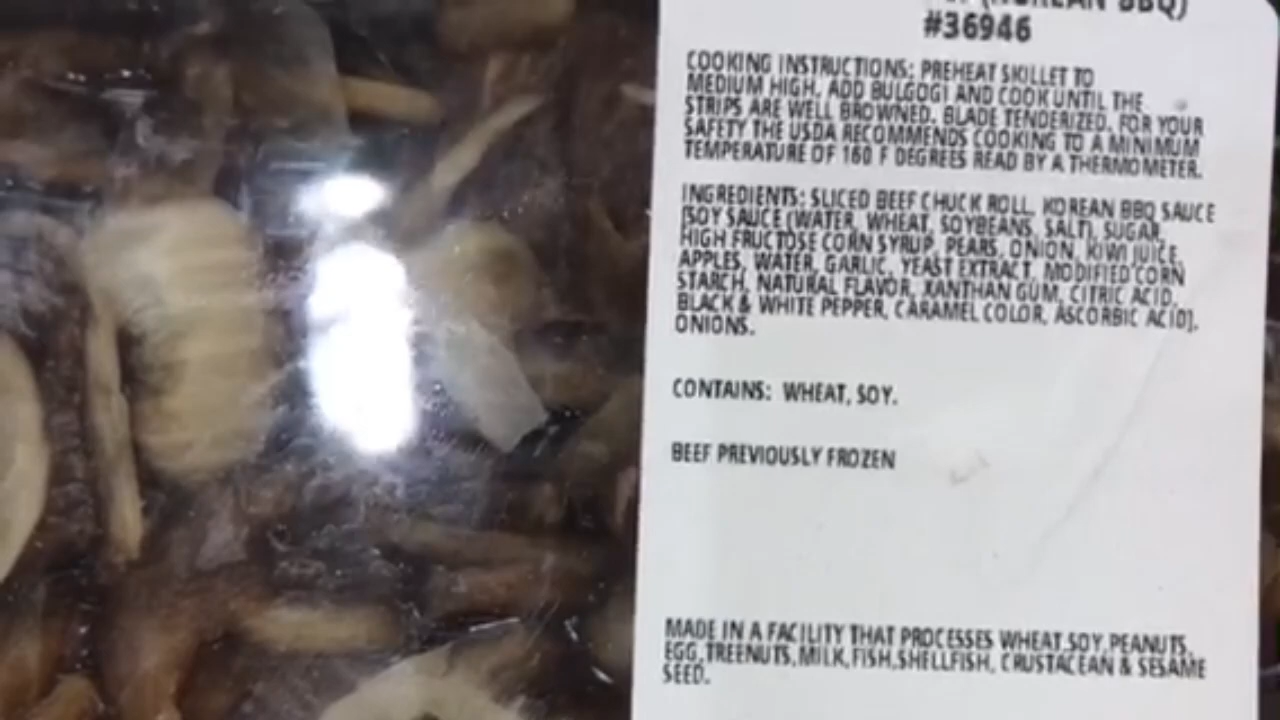 (KOREAN BBQ)
#36946
COOKING INSTRUCTIONS: PREHEAT SKILLET TO
MEDIUM HIGH. ADD BULGOGI AND COOK UNTIL THE
STRIPS ARE WELL BROWNED. BLADE TENDERIZED. FOR YOUR
SAFETY THE USDA RECOMMENDS COOKING TO A MINIMUM
TEMPERATURE OF 160 F DEGREES READ BY A THERMOMETER.
INGREDIENTS: SLICED BEEF CHUCK ROLL, KOREAN BBQ SAUCE
[SOY SAUCE (WATER, WHEAT, SOYBEANS, SALT), SUGAR,
HIGH FRUCTOSE CORN SYRUP, PEARS, ONION, KIWI JUICE,
APPLES, WATER, GARLIC, YEAST EXTRACT, MODIFIED CORN
STARCH, NATURAL FLAVOR, XANTHAN GUM, CITRIC ACID,
BLACK & WHITE PEPPER, CARAMEL COLOR, ASCORBIC ACID],
ONIONS.
CONTAINS: WHEAT, SOY.
BEEF PREVIOUSLY FROZEN
MADE IN A FACILITY THAT PROCESSES WHEAT,SOY,PEANUTS,
EGG,TREENUTS,MILK,FISH,SHELLFISH, CRUSTACEAN & SESAME
SEED.